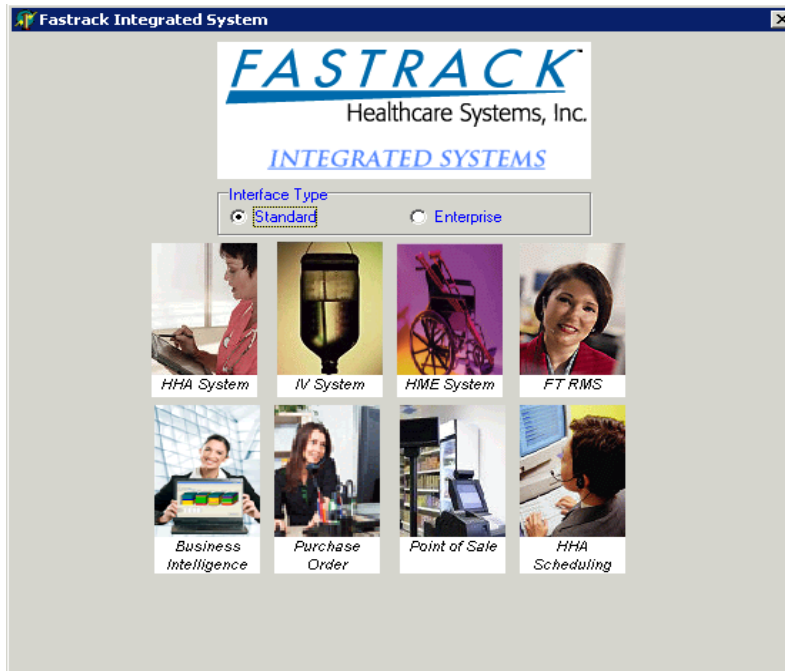 Fastrack Integrated System
FASTRACK™
Healthcare Systems, Inc.
INTEGRATED SYSTEMS
Interface Type
Standard
Enterprise
HHA System
IV System
HME System
FT RMS
Business
Intelligence
Purchase
Order
Point of Sale
HHA
Scheduling